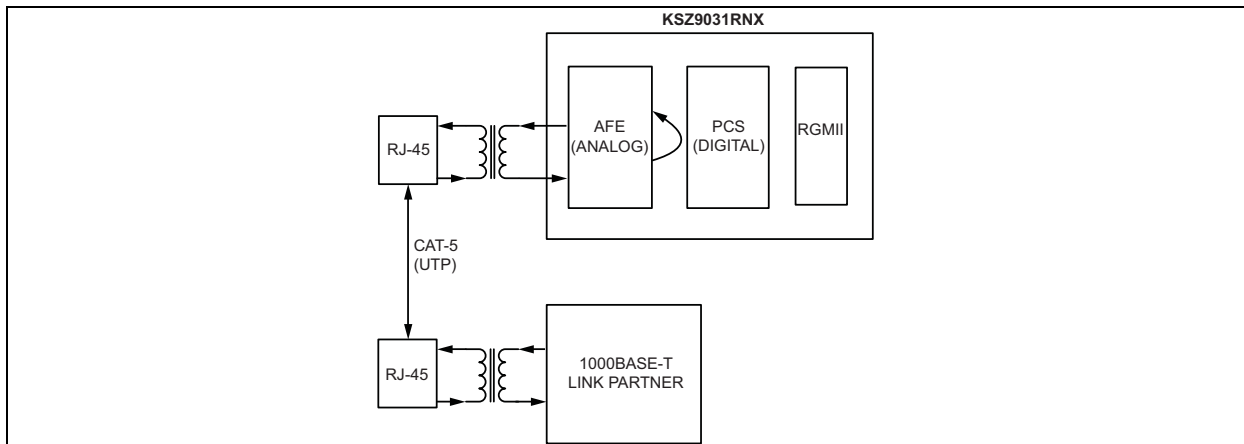 KSZ9031RNX
RJ-45
AFE
(ANALOG)
PCS
(DIGITAL)
RGMII
CAT-5
(UTP)
RJ-45
1000BASE-T
LINK PARTNER